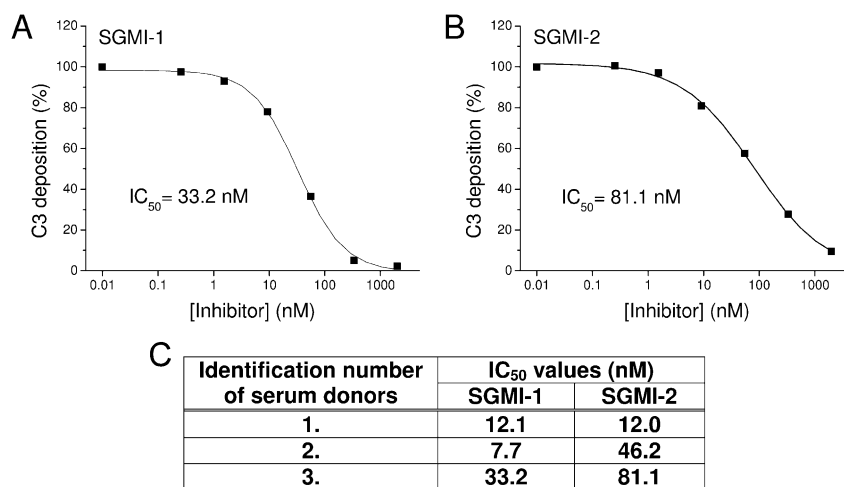 A
SGMI-1
120
100
80
60
40
20
0
C3 deposition (%)
IC50= 33.2 nM
0.01 0.1 1 10 100 1000
[Inhibitor] (nM)
B
SGMI-2
120
100
80
60
40
20
0
C3 deposition (%)
IC50= 81.1 nM
0.01 0.1 1 10 100 1000
[Inhibitor] (nM)
C
Identification number
of serum donors
IC50 values (nM)
SGMI-1 SGMI-2
1. 12.1 12.0
2. 7.7 46.2
3. 33.2 81.1